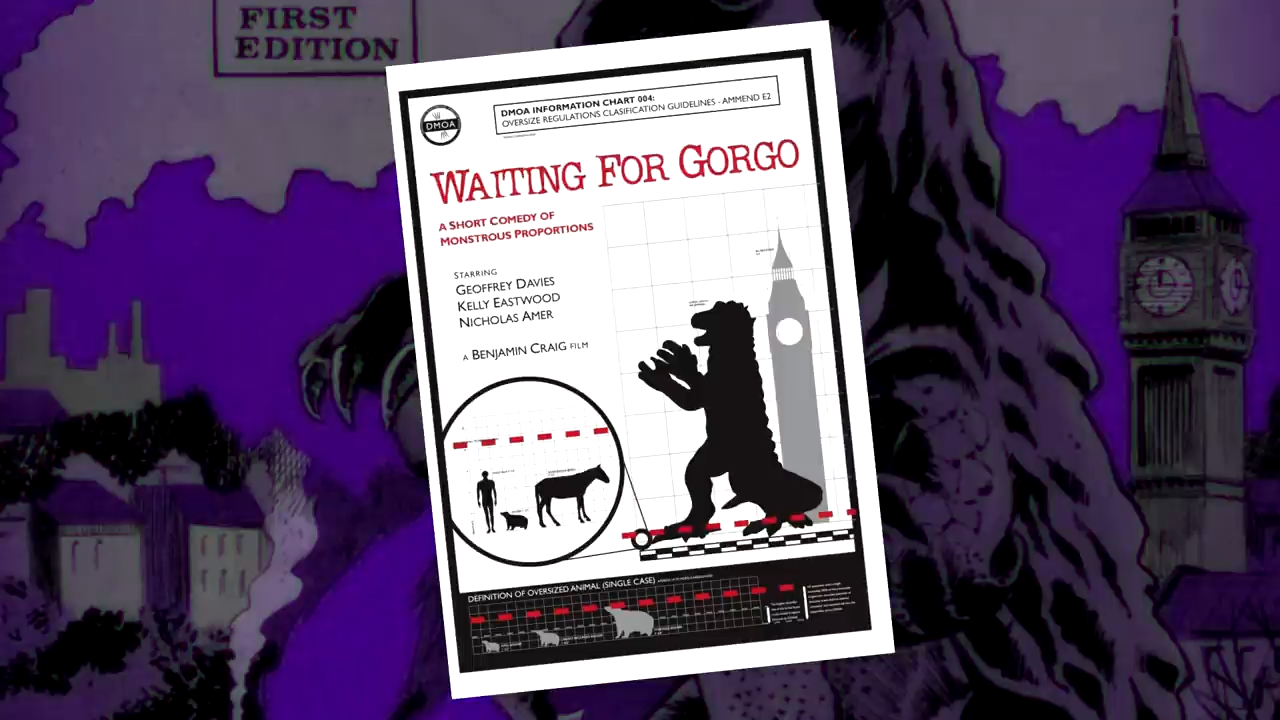 FIRST
EDITION
DMOA
DMOA INFORMATION CHART 004:
OVERSIZE REGULATIONS CLASIFICATION GUIDELINES - AMMEND E2
WAITING FOR GORGO
A SHORT COMEDY OF
MONSTROUS PROPORTIONS
STARRING
GEOFFREY DAVIES
KELLY EASTWOOD
NICHOLAS AMER
A BENJAMIN CRAIG FILM
DEFINITION OF OVERSIZED ANIMAL (SINGLE CASE)